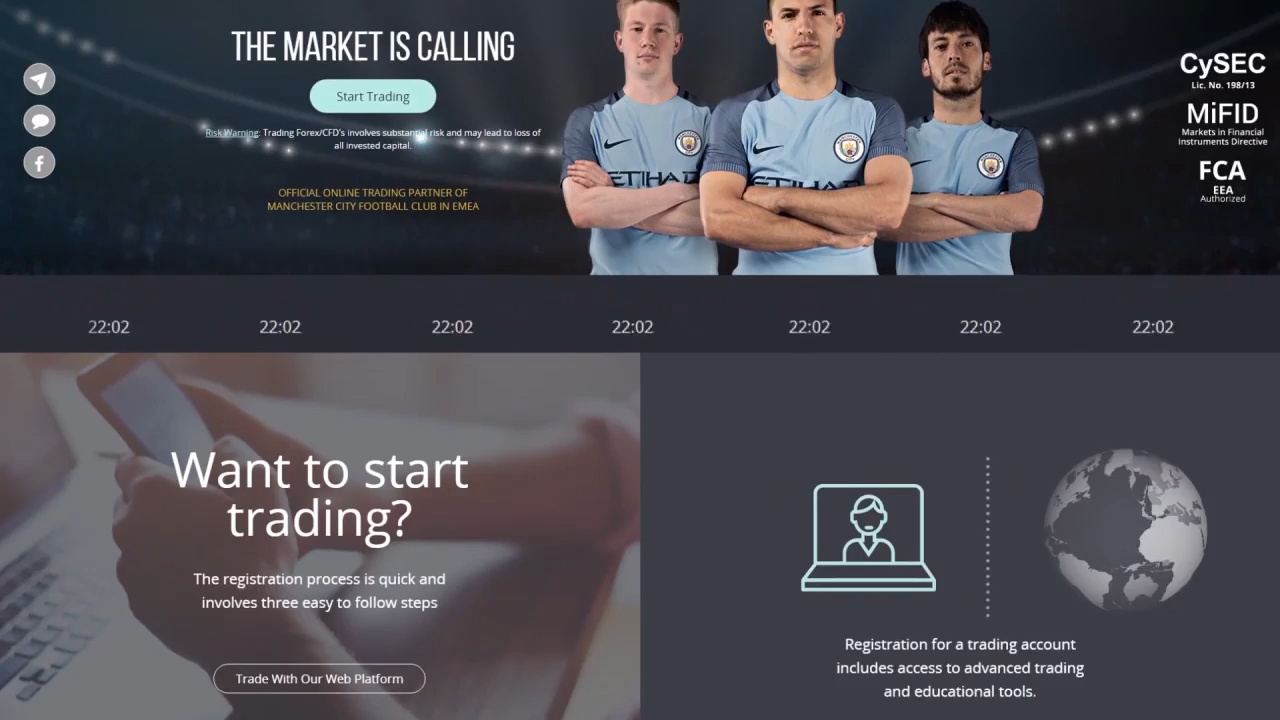 THE MARKET IS CALLING
Start Trading
Risk Warning: Trading Forex/CFD's involves substantial risk and may lead to loss of
all invested capital.
OFFICIAL ONLINE TRADING PARTNER OF
MANCHESTER CITY FOOTBALL CLUB IN EMEA
ETIHAD
ETIHAD
CySEC
Lic. No. 198/13
MiFID
Markets in Financial
Instruments Directive
FCA
EEA
Authorized
22:02 22:02 22:02 22:02 22:02 22:02 22:02
Want to start
trading?
The registration process is quick and
involves three easy to follow steps
Trade With Our Web Platform
Registration for a trading account
includes access to advanced trading
and educational tools.